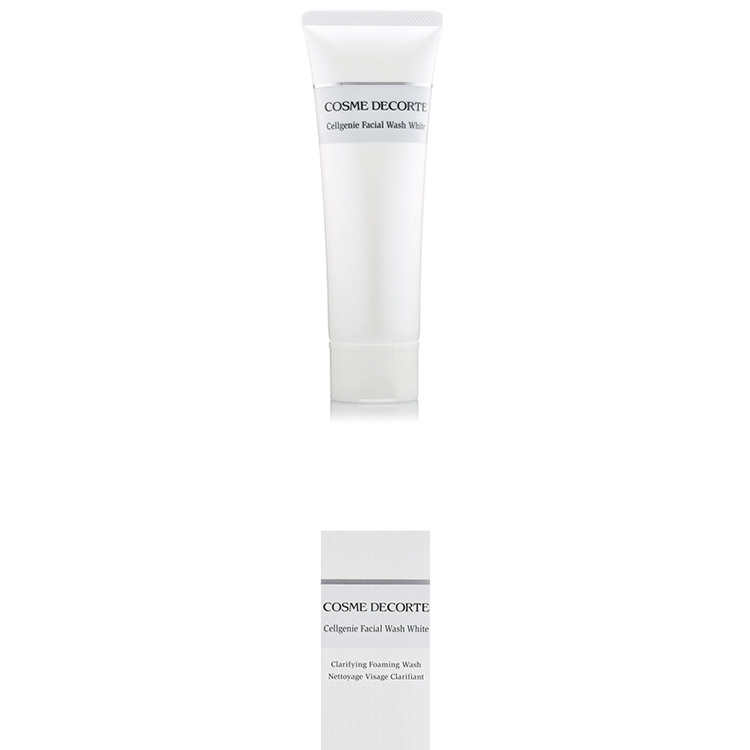 COSME DECORTE
Cellgenie Facial Wash White
COSME DECORTE
Cellgenie Facial Wash White
Clarifying Foaming Wash
Nettoyage Visage Clarifiant